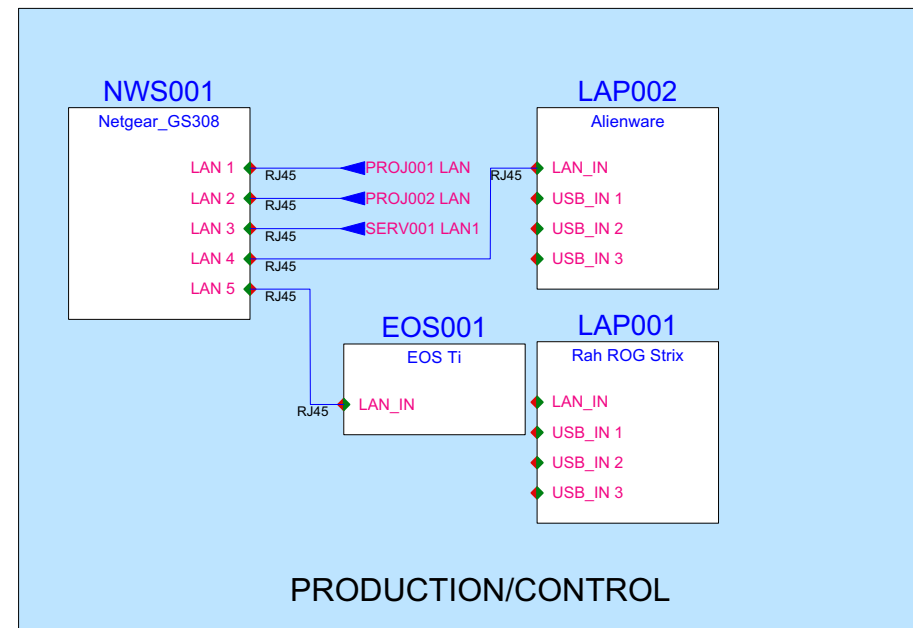 NWS001
Netgear_GS308
LAN 1
RJ45
PROJ001 LAN
LAN 2
RJ45
PROJ002 LAN
LAN 3
RJ45
SERV001 LAN1
LAN 4
RJ45
LAN 5
RJ45
LAP002
Alienware
RJ45
LAN_IN
USB_IN 1
USB_IN 2
USB_IN 3
EOS001
EOS Ti
RJ45
LAN_IN
LAP001
Rah ROG Strix
LAN_IN
USB_IN 1
USB_IN 2
USB_IN 3
PRODUCTION/CONTROL